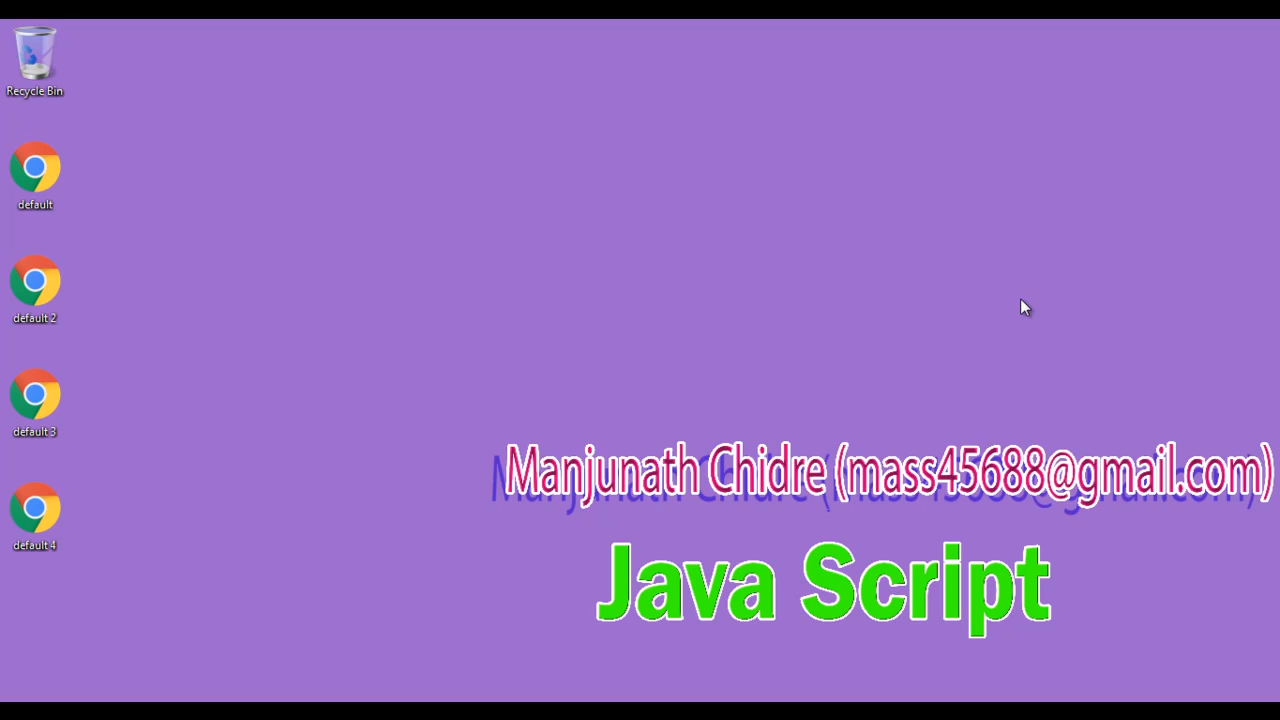 Recycle Bin
default
default 2
default 3
default 4
Manjunath Chidre (mass45688@gmail.com)
Java Script